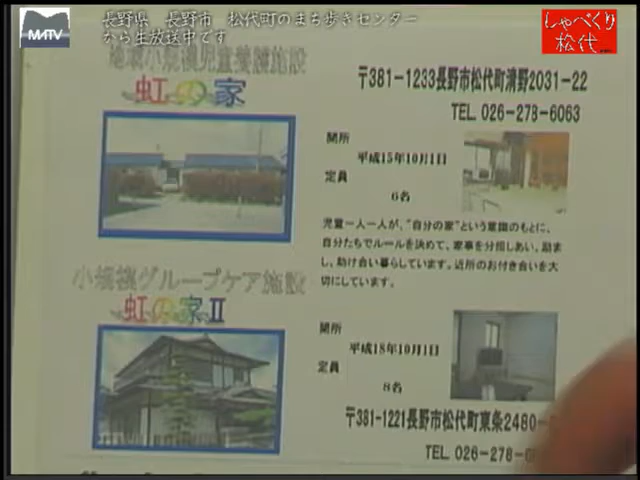 MATV
長野県 長野市 松代町のまち歩きセンター
から生放送中です
しゃべくり
松代
地域小規模児童養護施設
虹の家
〒381-1233長野市松代町清野2031-22
TEL. 026-278-6063
開所
平成15年10月1日
定員
6名
児童一人一人が、“自分の家”という意識のもとに、
自分たちでルールを決めて、家事を分担しあい、励ま
し、助け合い暮らしています。近所のお付き合いを大
切にしています。
小規模グループケア施設
虹の家Ⅱ
開所
平成18年10月1日
定員
8名
〒381-1221長野市松代町東条2480-
TEL. 026-278-